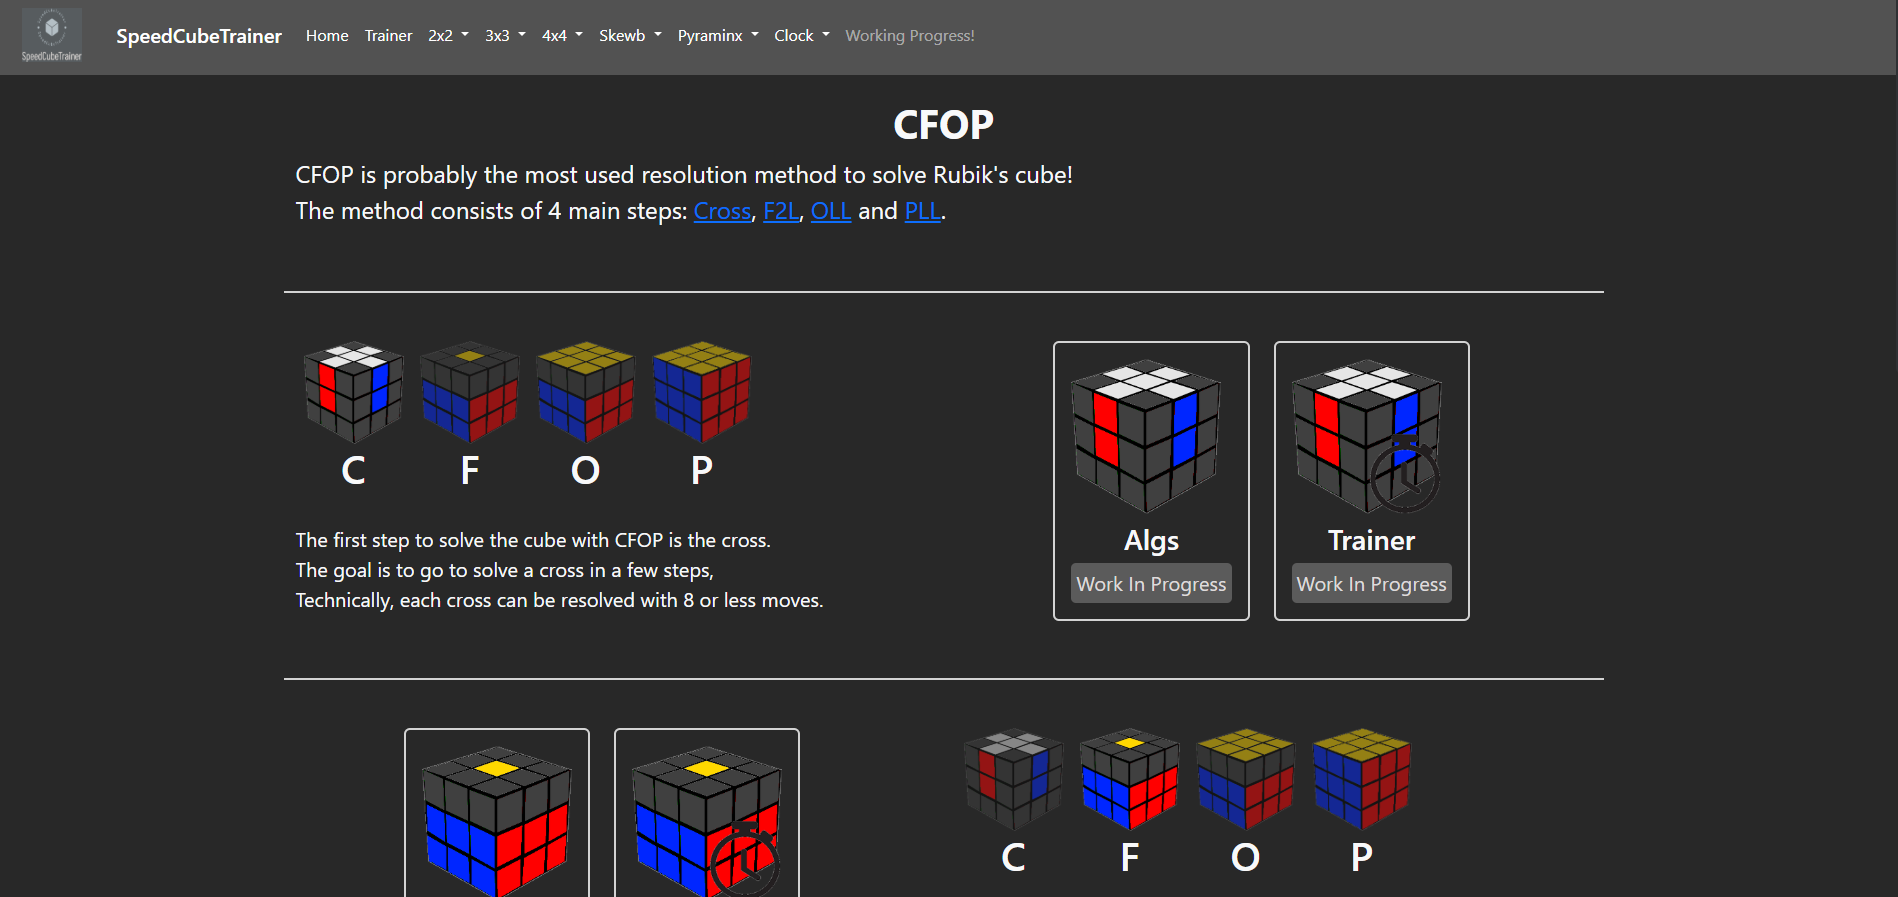 SpeedCubeTrainer
SpeedCubeTrainer Home Trainer 2x2 3x3 4x4 Skewb Pyraminx Clock Working Progress!
CFOP
CFOP is probably the most used resolution method to solve Rubik's cube!
The method consists of 4 main steps: Cross, F2L, OLL and PLL.
C F O P
The first step to solve the cube with CFOP is the cross.
The goal is to go to solve a cross in a few steps,
Technically, each cross can be resolved with 8 or less moves.
Algs
Work In Progress
Trainer
Work In Progress
C F O P